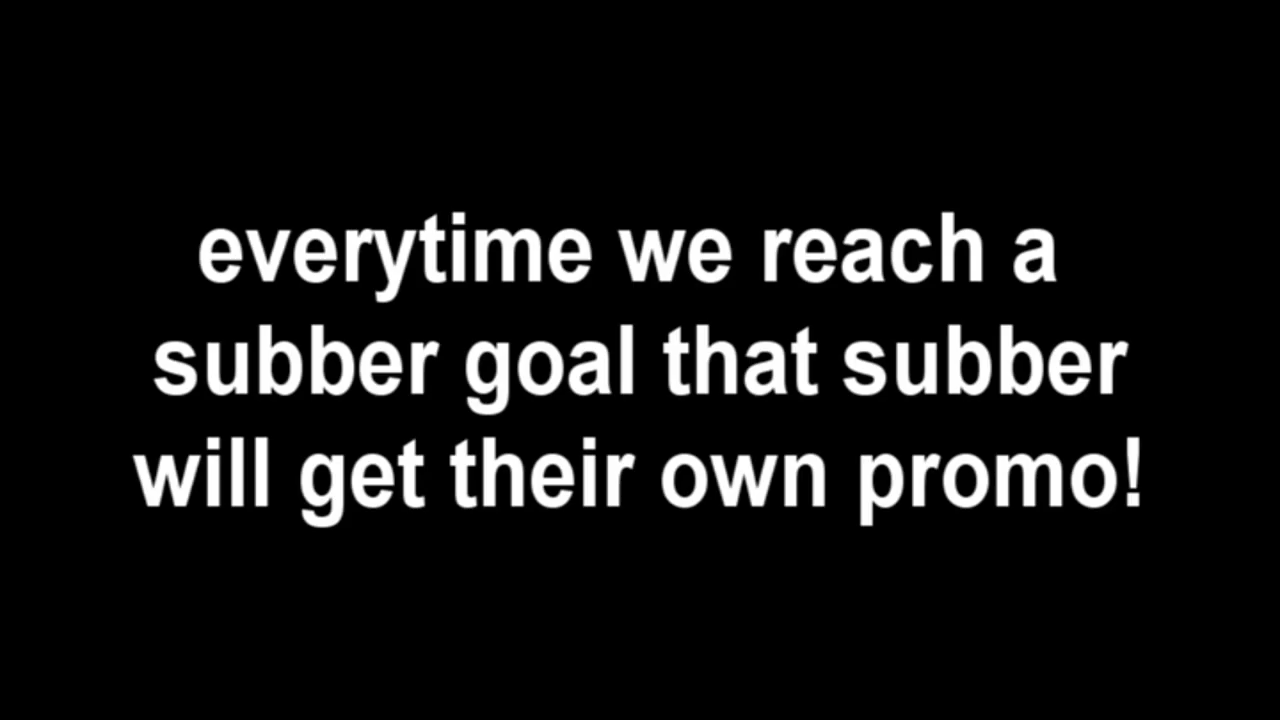 everytime we reach a
subber goal that subber
will get their own promo!